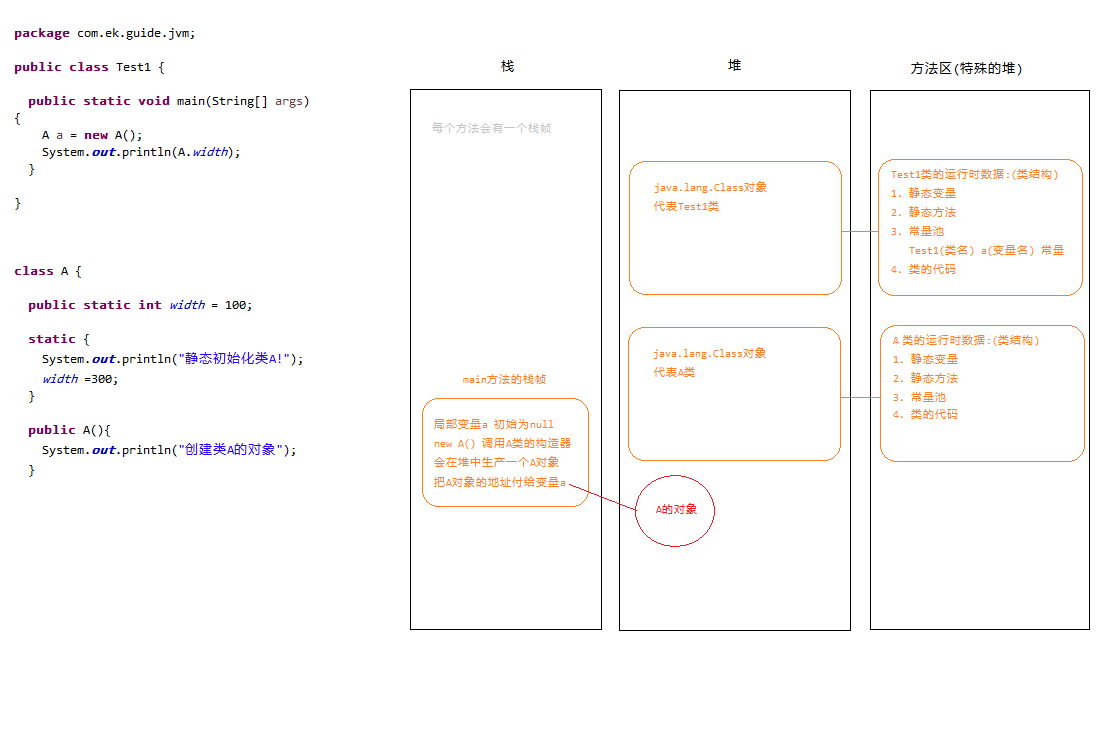 package com.ek.guide.jvm;
public class Test1 {
public static void main(String[] args)
{
A a = new A();
System.out.println(A.width);
}
}
class A {
public static int width = 100;
static {
System.out.println("静态初始化类A!");
width =300;
}
public A(){
System.out.println("创建类A的对象");
}
栈
每个方法会有一个栈帧
main方法的栈帧
局部变量a 初始为null
new A() 调用A类的构造器
会在堆中生产一个A对象
把A对象的地址付给变量a
堆
java.lang.Class对象
代表Test1类
java.lang.Class对象
代表A类
A的对象
方法区(特殊的堆)
Test1类的运行时数据:(类结构)
1. 静态变量
2. 静态方法
3. 常量池
Test1(类名) a(变量名) 常量
4. 类的代码
A 类的运行时数据:(类结构)
1. 静态变量
2. 静态方法
3. 常量池
4. 类的代码